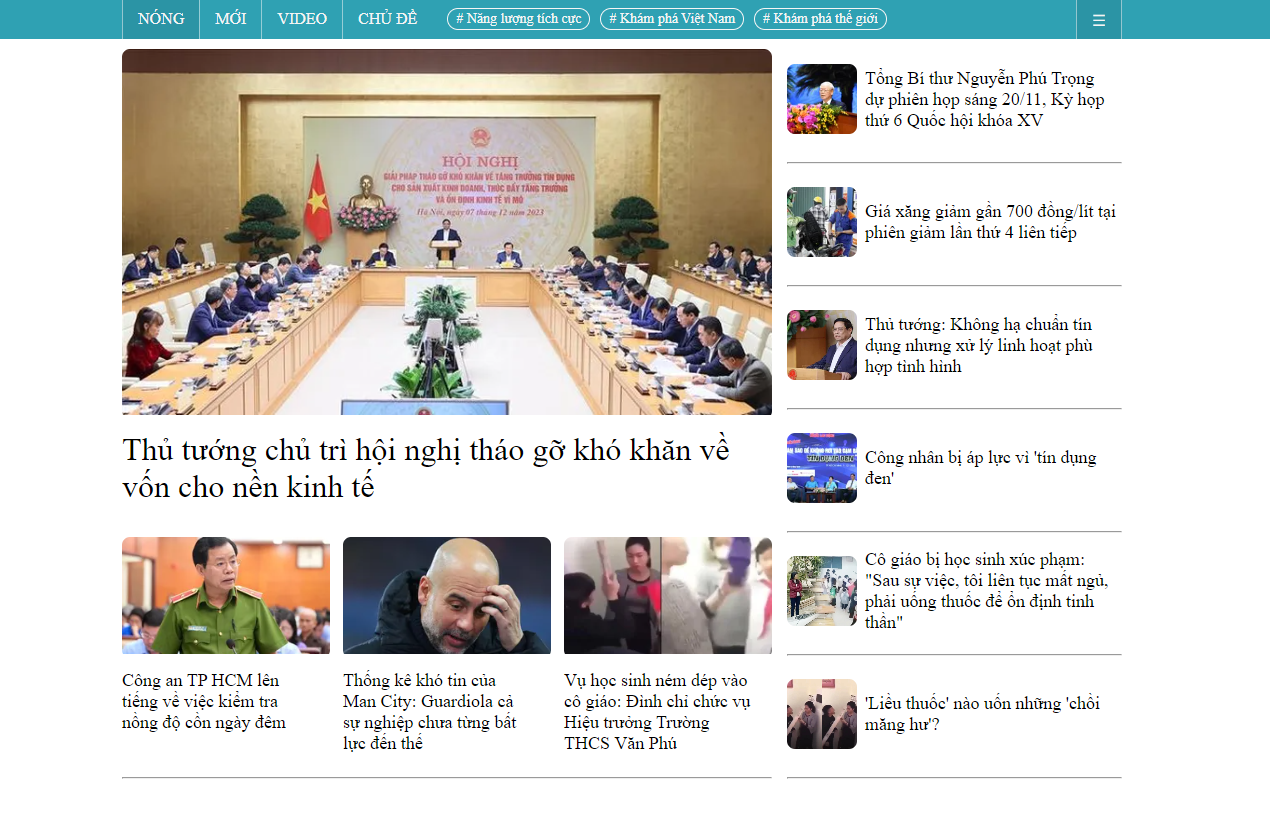 NÓNG
MỚI
VIDEO
CHỦ ĐỀ
# Năng lượng tích cực
# Khám phá Việt Nam
# Khám phá thế giới
☰
HỘI NGHỊ
GIẢI PHÁP THÁO GỠ KHÓ KHĂN VỀ TĂNG TRƯỞNG TÍN DỤNG
CHO SẢN XUẤT KINH DOANH, THÚC ĐẨY TĂNG TRƯỞNG
VÀ ỔN ĐỊNH KINH TẾ VĨ MÔ
Hà Nội, ngày 07 tháng 12 năm 2023
Thủ tướng chủ trì hội nghị tháo gỡ khó khăn về
vốn cho nền kinh tế
Công an TP HCM lên
tiếng về việc kiểm tra
nồng độ cồn ngày đêm
Thống kê khó tin của
Man City: Guardiola cả
sự nghiệp chưa từng bất
lực đến thế
Vụ học sinh ném dép vào
cô giáo: Đình chỉ chức vụ
Hiệu trưởng Trường
THCS Văn Phú
Tổng Bí thư Nguyễn Phú Trọng
dự phiên họp sáng 20/11, Kỳ họp
thứ 6 Quốc hội khóa XV
Giá xăng giảm gần 700 đồng/lít tại
phiên giảm lần thứ 4 liên tiếp
Thủ tướng: Không hạ chuẩn tín
dụng nhưng xử lý linh hoạt phù
hợp tình hình
TÍN DỤNG ĐEN
Công nhân bị áp lực vì 'tín dụng
đen'
Cô giáo bị học sinh xúc phạm:
"Sau sự việc, tôi liên tục mất ngủ,
phải uống thuốc để ổn định tinh
thần"
'Liều thuốc' nào uốn những 'chồi
măng hư'?